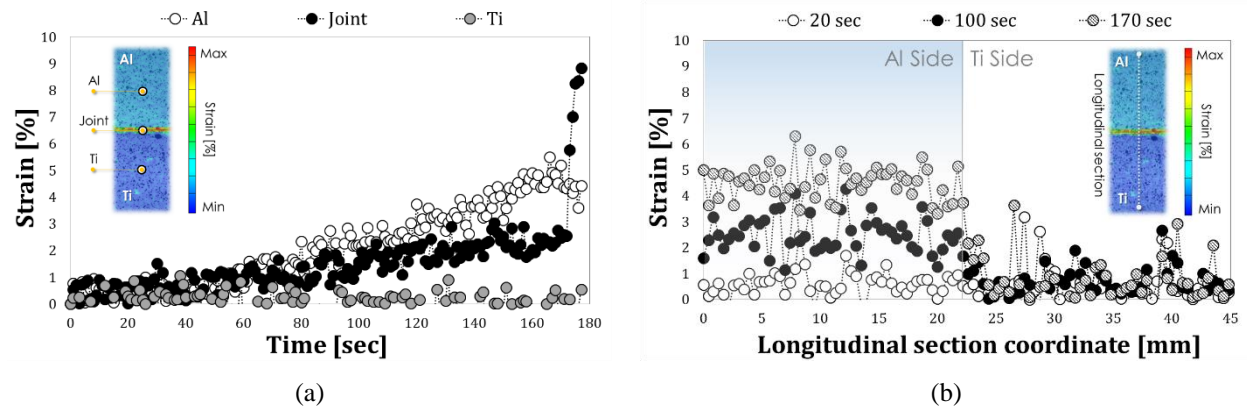 (a)
Al
Joint
Ti
Strain [%]
10
9
8
7
6
5
4
3
2
1
0
Al
Al
Joint
Ti
Ti
Max
Strain [%]
Min
0
20
40
60
80
100
120
140
160
180
Time [sec]
(a)
(b)
20 sec
100 sec
170 sec
Strain [%]
10
9
8
7
6
5
4
3
2
1
0
Al Side
Ti Side
Al
Longitudinal section
Ti
Max
Strain [%]
Min
0
5
10
15
20
25
30
35
40
45
Longitudinal section coordinate [mm]
(b)